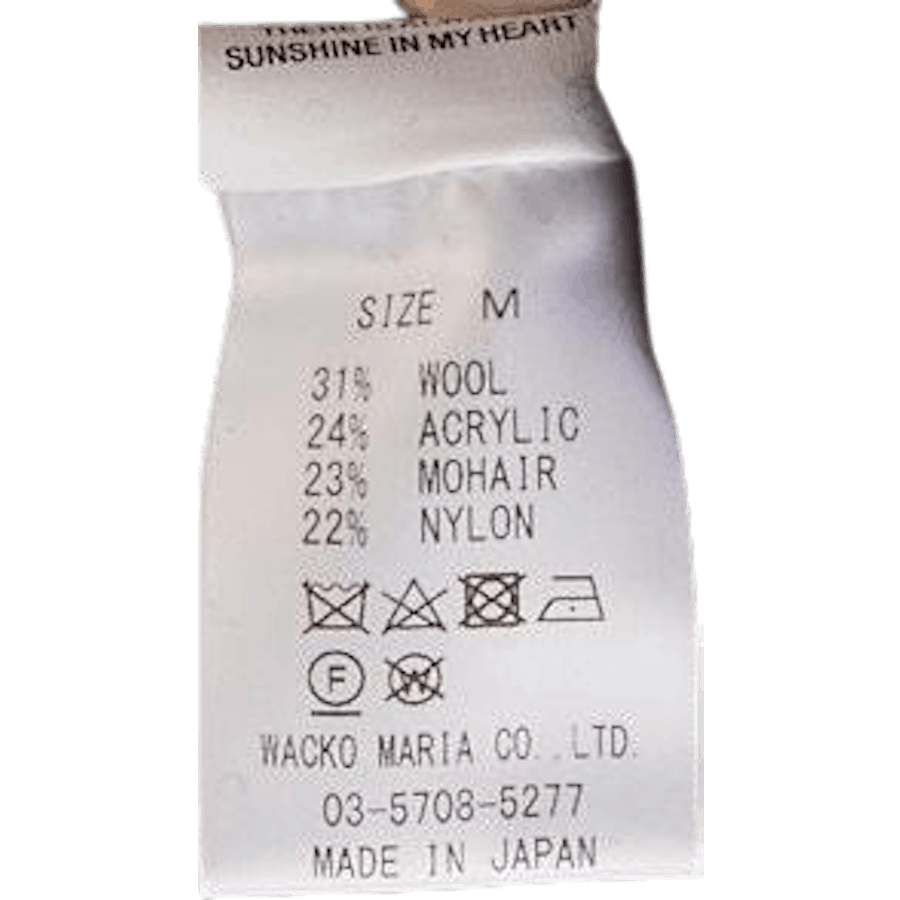 SUNSHINE IN MY HEART
SIZE M
31% WOOL
24% ACRYLIC
23% MOHAIR
22% NYLON
F W
WACKO MARIA CO.,LTD.
03-5708-5277
MADE IN JAPAN